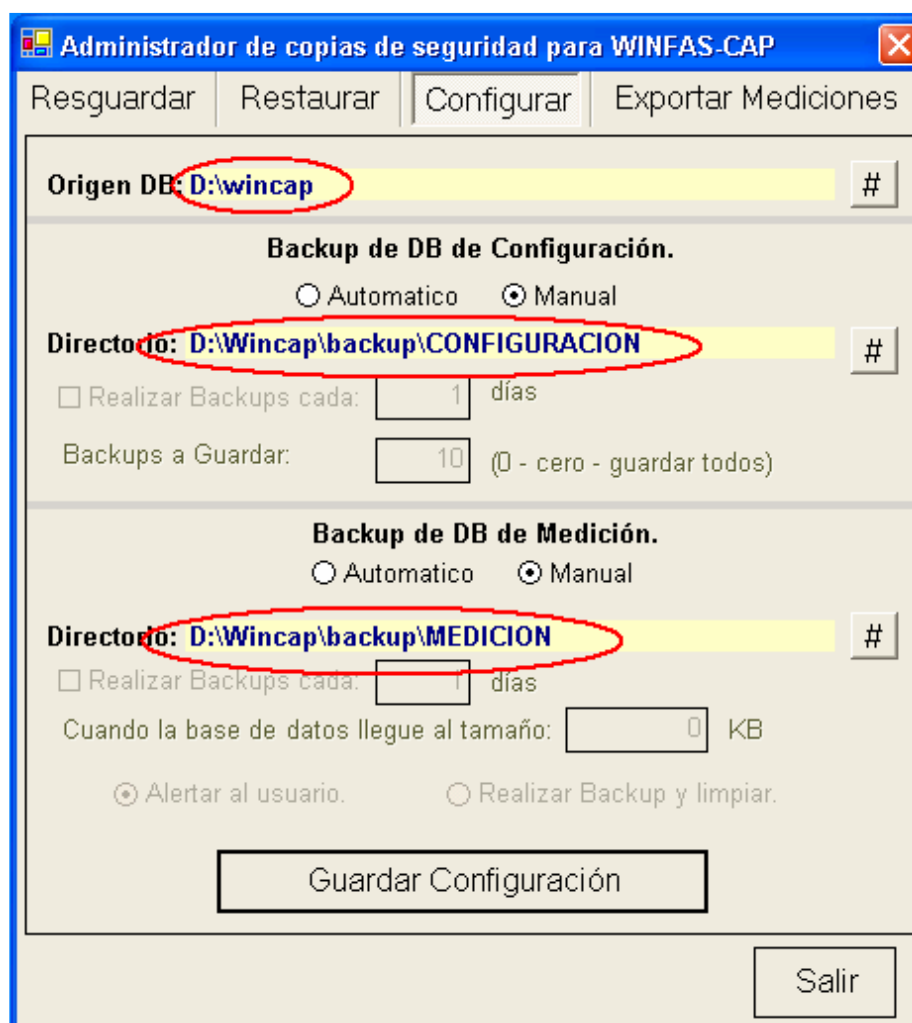 Administrador de copias de seguridad para WINFAS-CAP
Resguardar Restaurar Configurar Exportar Mediciones
Origen DB: D:\wincap #
Backup de DB de Configuración.
Automatico Manual
Directorio: D:\Wincap\backup\CONFIGURACION #
Realizar Backups cada: 1 días
Backups a Guardar: 10 (0 - cero - guardar todos)
Backup de DB de Medición.
Automatico Manual
Directorio: D:\Wincap\backup\MEDICION #
Realizar Backups cada: 1 días
Cuando la base de datos llegue al tamaño: 0 KB
Alertar al usuario. Realizar Backup y limpiar.
Guardar Configuración
Salir